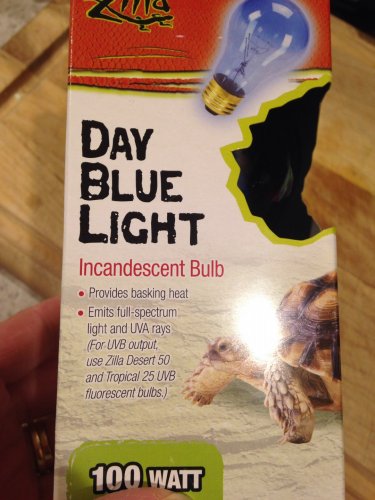 Zilla
DAY
BLUE
LIGHT
Incandescent Bulb
• Provides basking heat
• Emits full-spectrum
light and UVA rays
(For UVB output,
use Zilla Desert 50
and Tropical 25 UVB
fluorescent bulbs.)
100 WATT